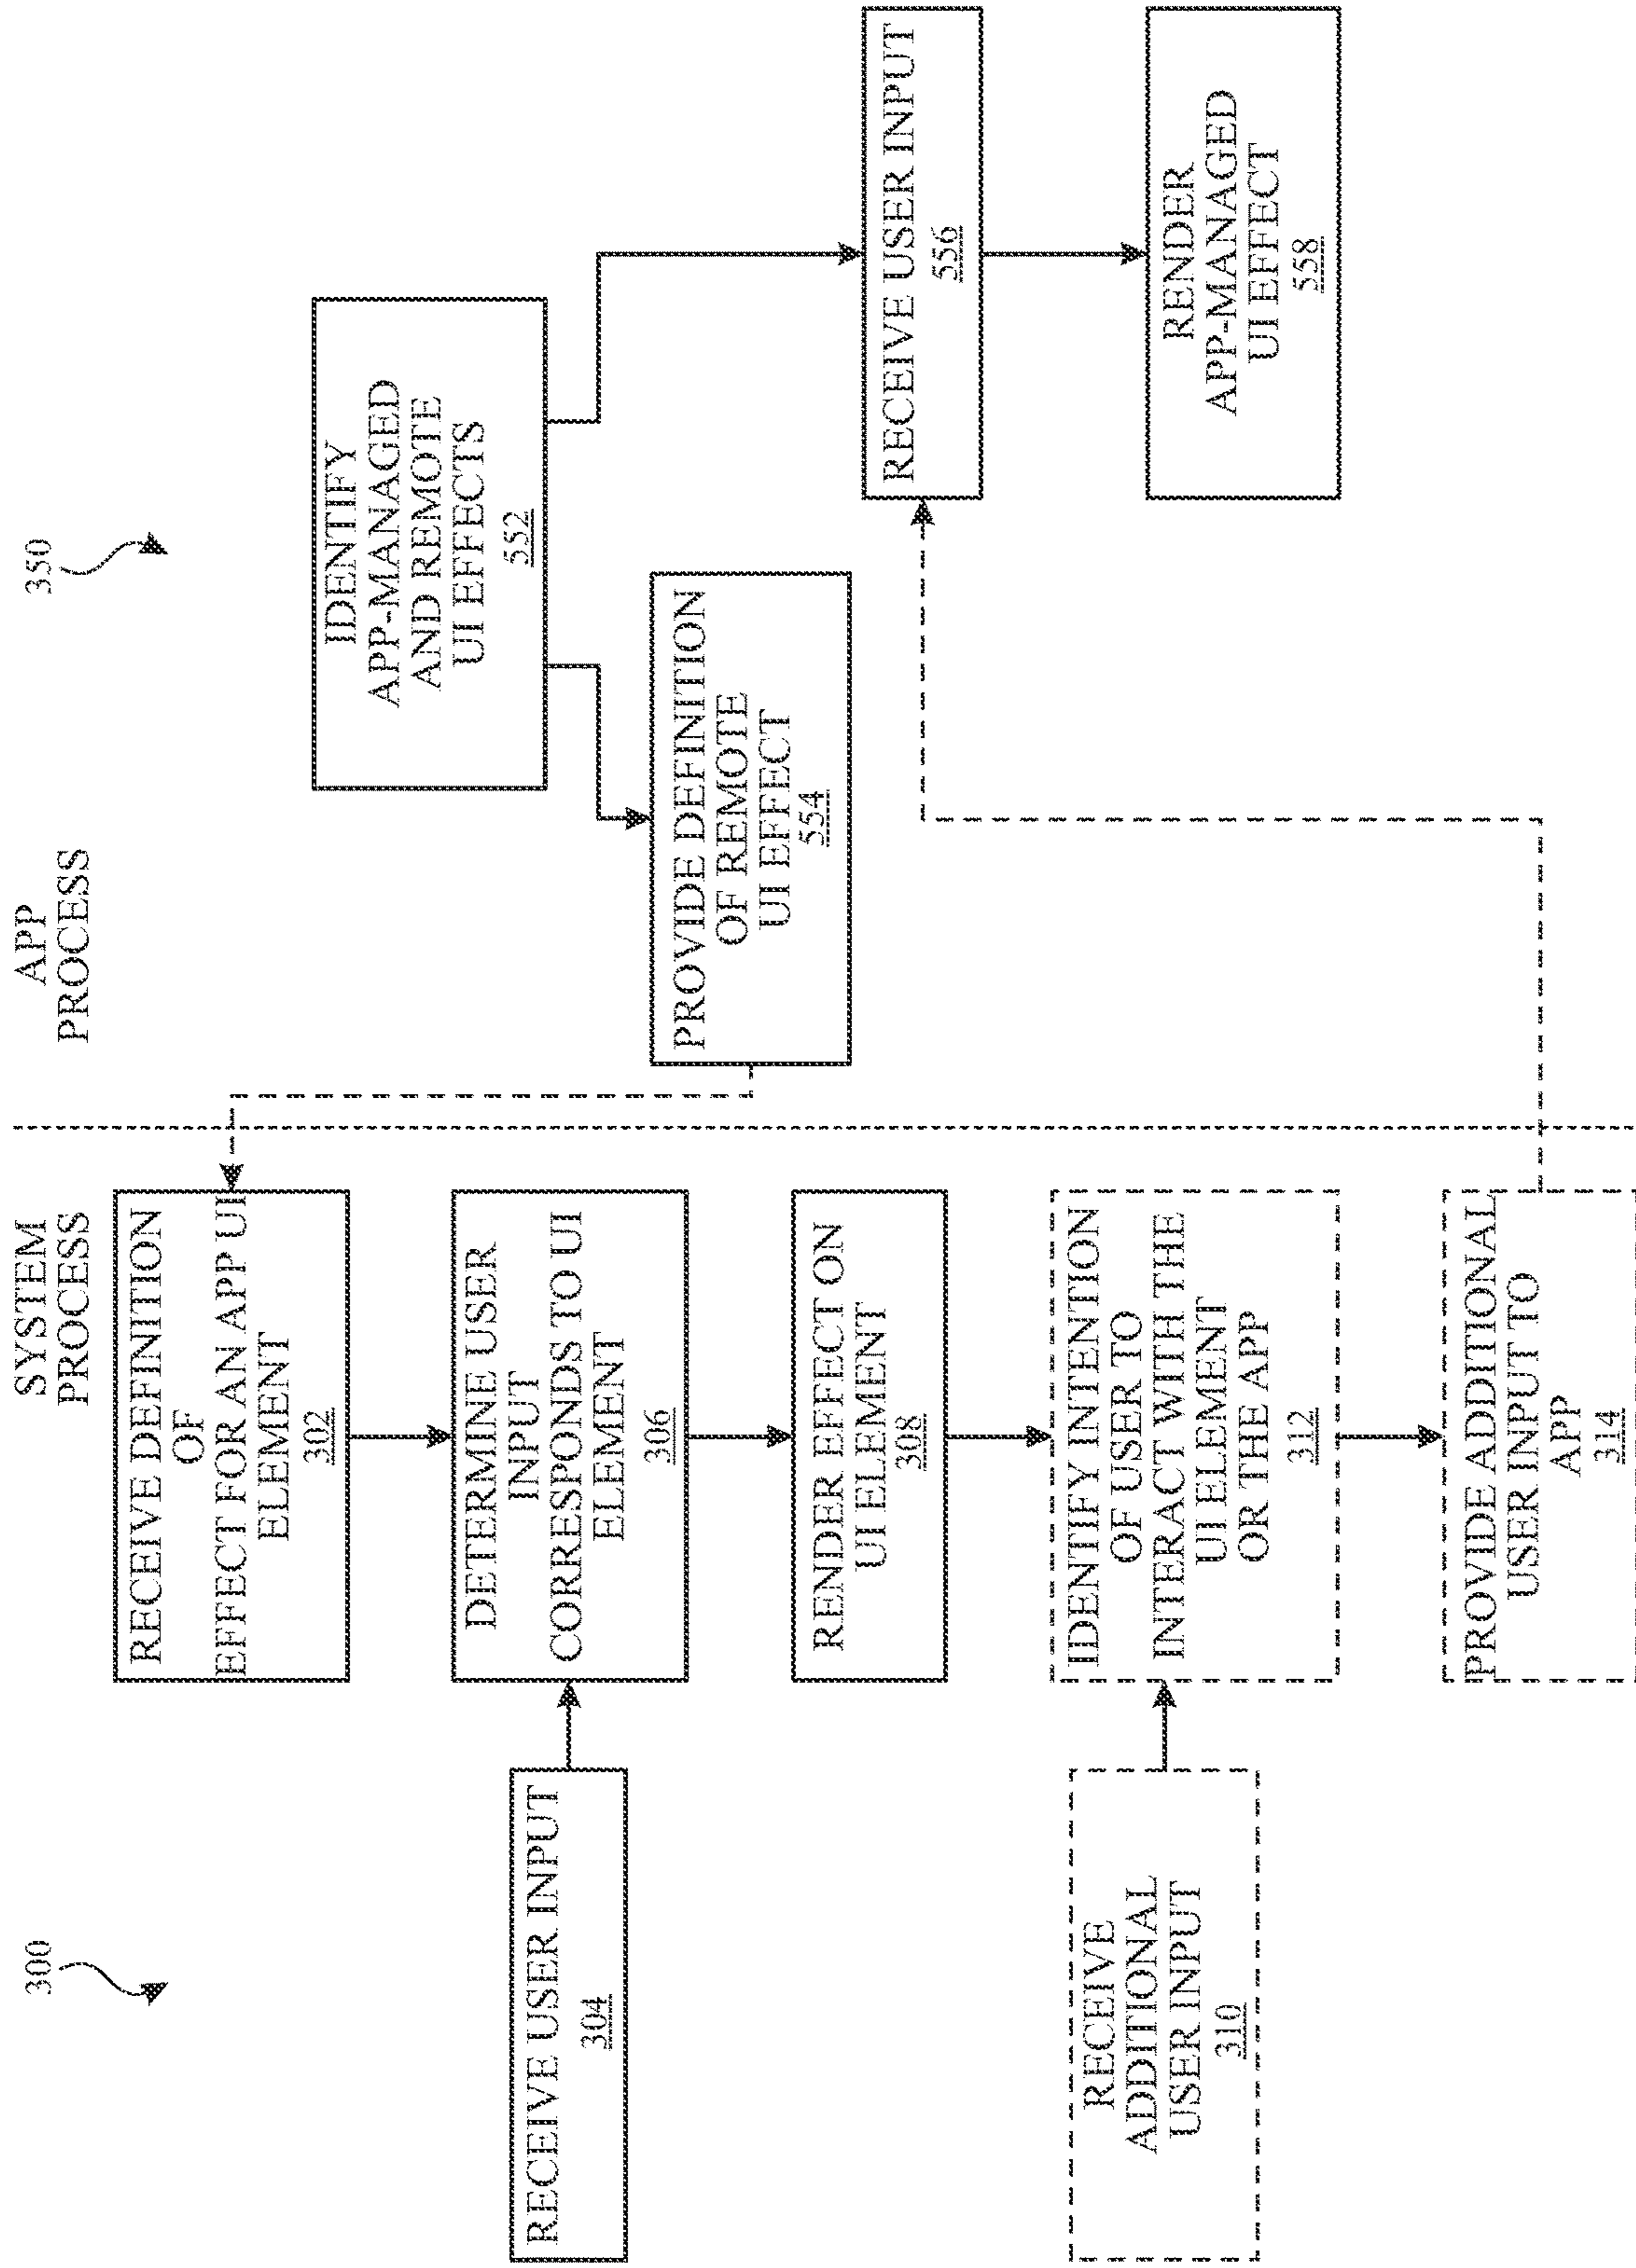 300
SYSTEM
PROCESS
APP
PROCESS
350
RECEIVE DEFINITION
OF
EFFECT FOR AN APP UI
ELEMENT
302
RECEIVE USER INPUT
304
DETERMINE USER
INPUT
CORRESPONDS TO UI
ELEMENT
306
RENDER EFFECT ON
UI ELEMENT
308
RECEIVE
ADDITIONAL
USER INPUT
310
IDENTIFY INTENTION
OF USER TO
INTERACT WITH THE
UI ELEMENT
OR THE APP
312
PROVIDE ADDITIONAL
USER INPUT TO
APP
314
IDENTIFY
APP-MANAGED
AND REMOTE
UI EFFECTS
552
PROVIDE DEFINITION
OF REMOTE
UI EFFECT
554
RECEIVE USER INPUT
556
RENDER
APP-MANAGED
UI EFFECT
558